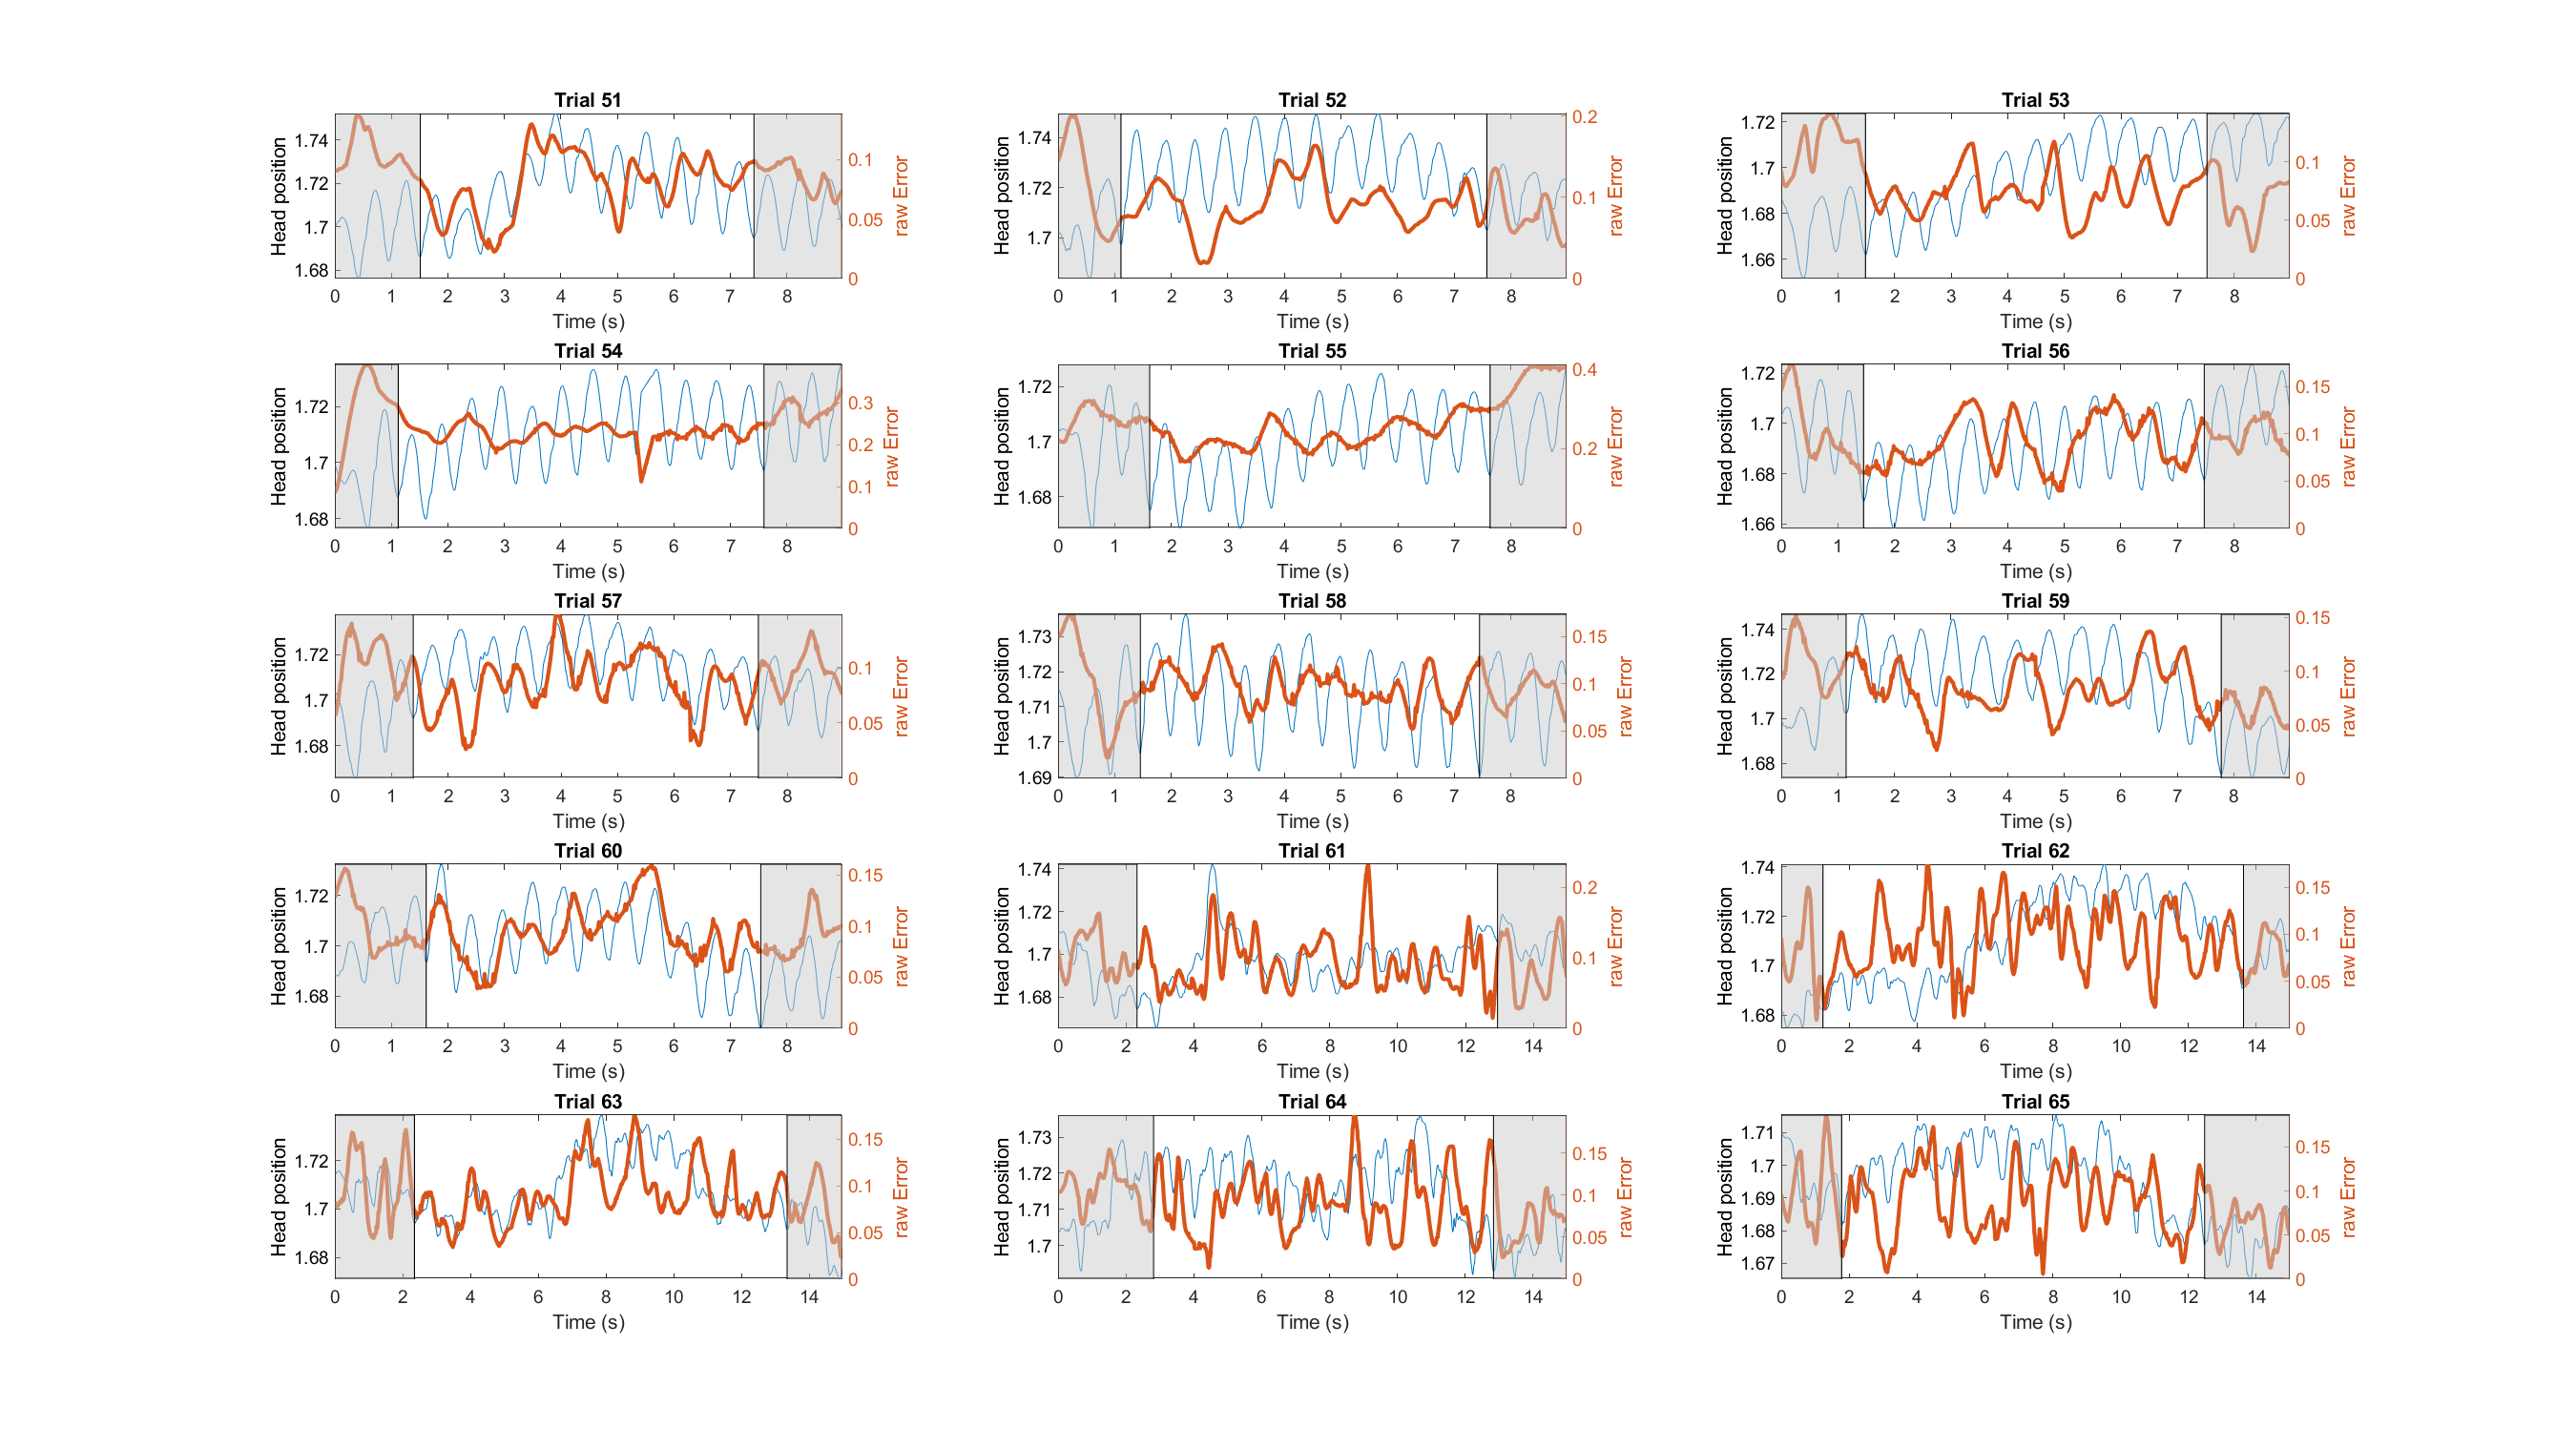 Trial 51
Head position
1.74
1.72
1.7
1.68
0.1
0.05
0
raw Error
0 1 2 3 4 5 6 7 8
Time (s)
Trial 52
Head position
1.74
1.72
1.7
0.2
0.1
0
raw Error
0 1 2 3 4 5 6 7 8
Time (s)
Trial 53
Head position
1.72
1.7
1.68
1.66
0.1
0.05
0
raw Error
0 1 2 3 4 5 6 7 8
Time (s)
Trial 54
Head position
1.72
1.7
1.68
0.3
0.2
0.1
0
raw Error
0 1 2 3 4 5 6 7 8
Time (s)
Trial 55
Head position
1.72
1.7
1.68
0.4
0.2
0
raw Error
0 1 2 3 4 5 6 7 8
Time (s)
Trial 56
Head position
1.72
1.7
1.68
1.66
0.15
0.1
0.05
0
raw Error
0 1 2 3 4 5 6 7 8
Time (s)
Trial 57
Head position
1.72
1.7
1.68
0.1
0.05
0
raw Error
0 1 2 3 4 5 6 7 8
Time (s)
Trial 58
Head position
1.73
1.72
1.71
1.7
1.69
0.15
0.1
0.05
0
raw Error
0 1 2 3 4 5 6 7 8
Time (s)
Trial 59
Head position
1.74
1.72
1.7
1.68
0.15
0.1
0.05
0
raw Error
0 1 2 3 4 5 6 7 8
Time (s)
Trial 60
Head position
1.72
1.7
1.68
0.15
0.1
0.05
0
raw Error
0 1 2 3 4 5 6 7 8
Time (s)
Trial 61
Head position
1.74
1.72
1.7
1.68
0.2
0.1
0
raw Error
0 2 4 6 8 10 12 14
Time (s)
Trial 62
Head position
1.74
1.72
1.7
1.68
0.15
0.1
0.05
0
raw Error
0 2 4 6 8 10 12 14
Time (s)
Trial 63
Head position
1.72
1.7
1.68
0.15
0.1
0.05
0
raw Error
0 2 4 6 8 10 12 14
Time (s)
Trial 64
Head position
1.73
1.72
1.71
1.7
0.15
0.1
0.05
0
raw Error
0 2 4 6 8 10 12 14
Time (s)
Trial 65
Head position
1.71
1.7
1.69
1.68
1.67
0.15
0.1
0.05
0
raw Error
0 2 4 6 8 10 12 14
Time (s)